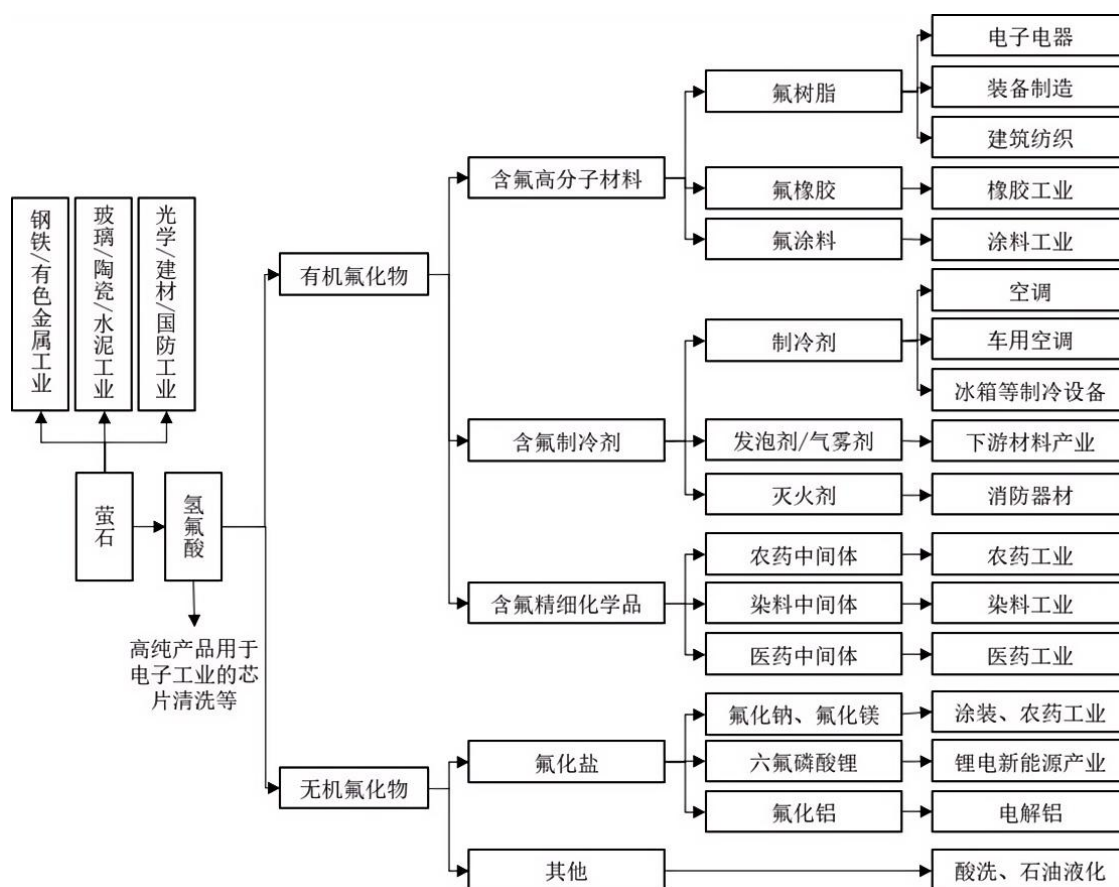 钢铁/有色金属工业
玻璃/陶瓷/水泥工业
光学/建材/国防工业
萤石
氢氟酸
高纯产品用于
电子工业的芯
片清洗等
有机氟化物
无机氟化物
含氟高分子材料
含氟制冷剂
含氟精细化学品
氟化盐
其他
氟树脂
氟橡胶
氟涂料
制冷剂
发泡剂/气雾剂
灭火剂
农药中间体
染料中间体
医药中间体
氟化钠、氟化镁
六氟磷酸锂
氟化铝
电子电器
装备制造
建筑纺织
橡胶工业
涂料工业
空调
车用空调
冰箱等制冷设备
下游材料产业
消防器材
农药工业
染料工业
医药工业
涂装、农药工业
锂电新能源产业
电解铝
酸洗、石油液化